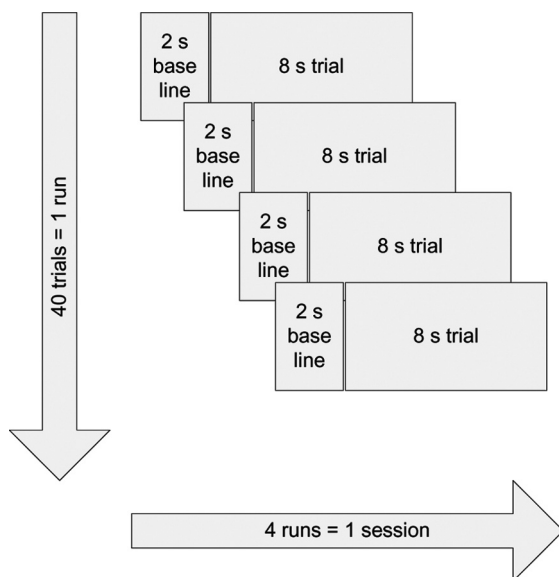 2 s
base
line
8 s trial
2 s
base
line
8 s trial
2 s
base
line
8 s trial
2 s
base
line
8 s trial
40 trials = 1 run
4 runs = 1 session